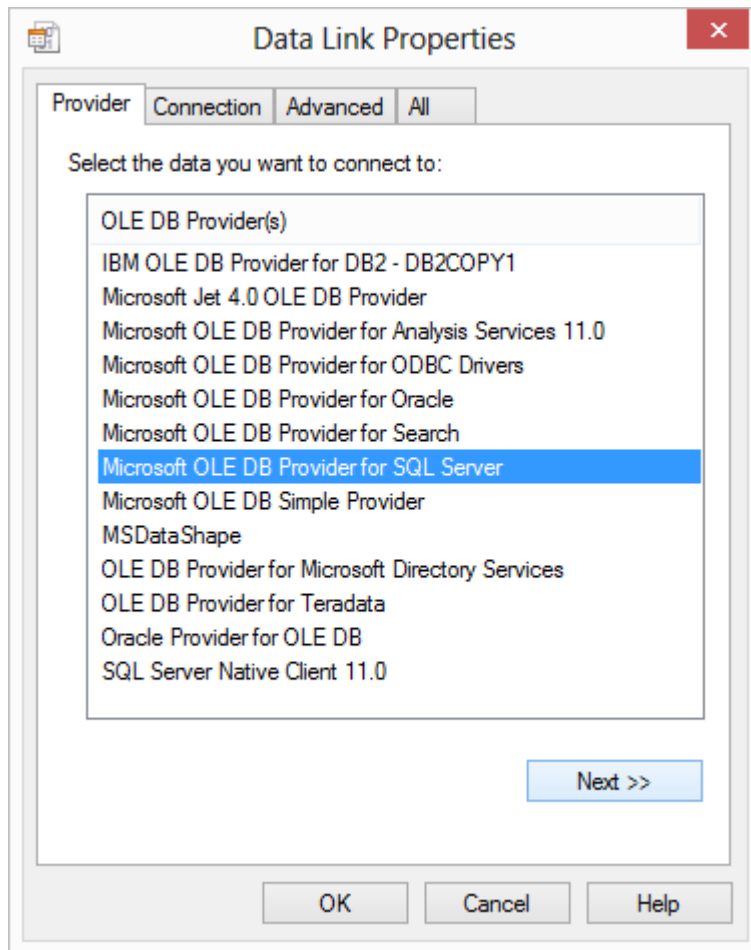 Data Link Properties
Provider Connection Advanced All
Select the data you want to connect to:
OLE DB Provider(s)
IBM OLE DB Provider for DB2 - DB2COPY1
Microsoft Jet 4.0 OLE DB Provider
Microsoft OLE DB Provider for Analysis Services 11.0
Microsoft OLE DB Provider for ODBC Drivers
Microsoft OLE DB Provider for Oracle
Microsoft OLE DB Provider for Search
Microsoft OLE DB Provider for SQL Server
Microsoft OLE DB Simple Provider
MSDataShape
OLE DB Provider for Microsoft Directory Services
OLE DB Provider for Teradata
Oracle Provider for OLE DB
SQL Server Native Client 11.0
Next >>
OK Cancel Help